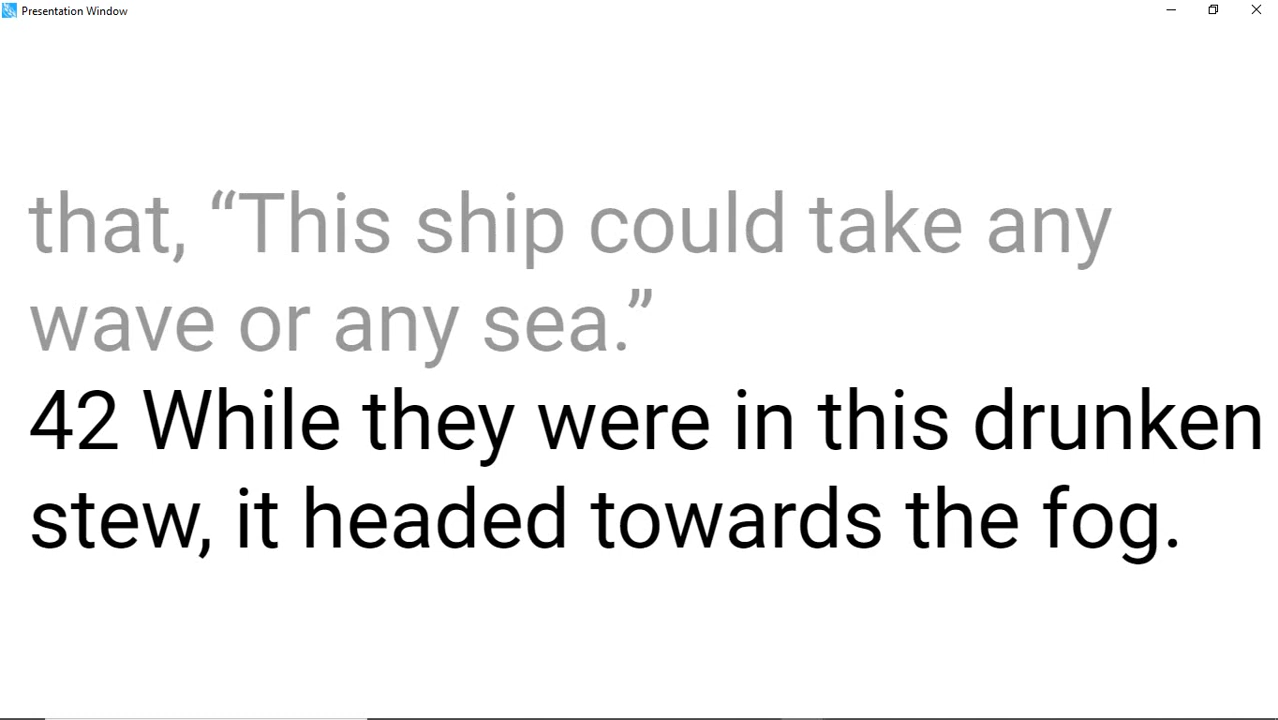 Presentation Window
that, “This ship could take any
wave or any sea.”
42 While they were in this drunken
stew, it headed towards the fog.